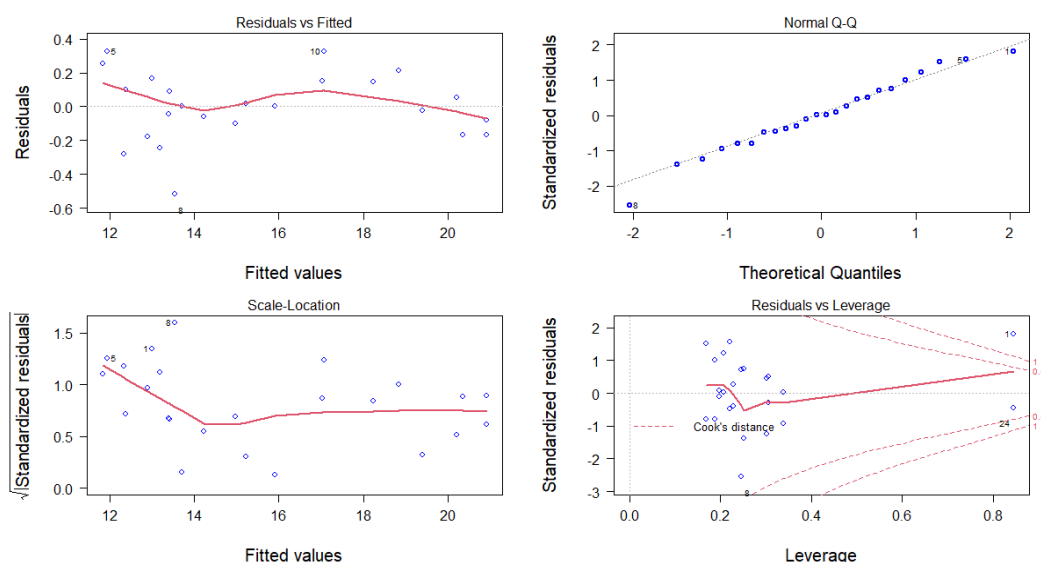 Residuals vs Fitted
Residuals
0.4
0.2
0.0
-0.2
-0.4
-0.6
5
10
8
12 14 16 18 20
Fitted values
Normal Q-Q
Standardized residuals
2
1
0
-1
-2
8
5
1
-2 -1 0 1 2
Theoretical Quantiles
Scale-Location
√|Standardized residuals|
1.5
1.0
0.5
0.0
8
1
5
12 14 16 18 20
Fitted values
Residuals vs Leverage
Standardized residuals
2
1
0
-1
-2
-3
1
1
0.
24
0.
1
Cook's distance
8
0.0 0.2 0.4 0.6 0.8
Leverage